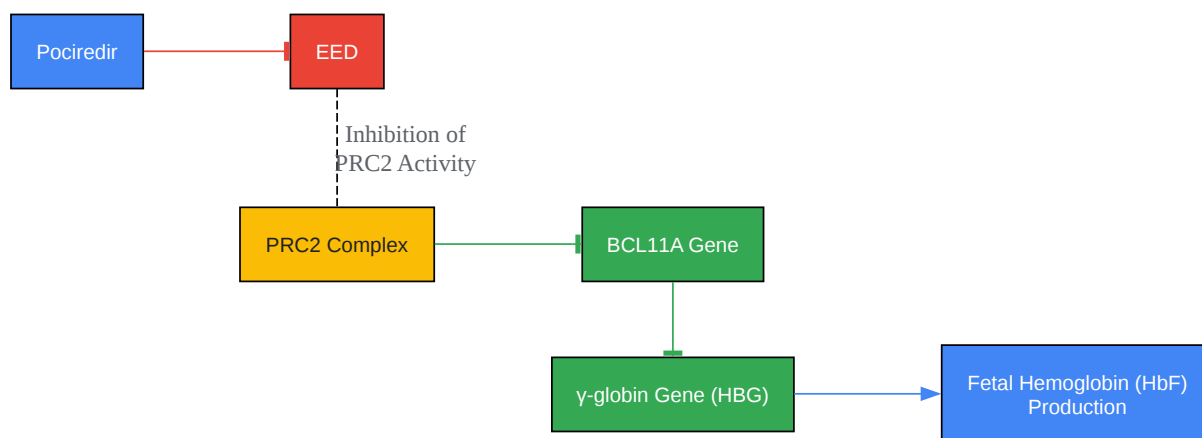 Pociredir
EED
Inhibition of
PRC2 Activity
PRC2 Complex
BCL11A Gene
γ-globin Gene (HBG)
Fetal Hemoglobin (HbF)
Production